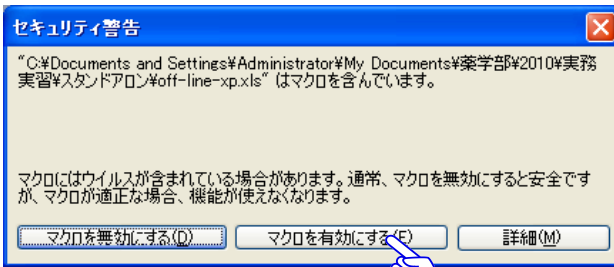 セキュリティ警告
"C:¥Documents and Settings¥Administrator¥My Documents¥薬学部¥2010¥実務
実習¥スタンドアロン¥off-line-xp.xls" はマクロを含んでいます。
マクロにはウイルスが含まれている場合があります。通常、マクロを無効にすると安全です
が、マクロが適正な場合、機能が使えなくなります。
マクロを無効にする(D) マクロを有効にする(E) 詳細(M)